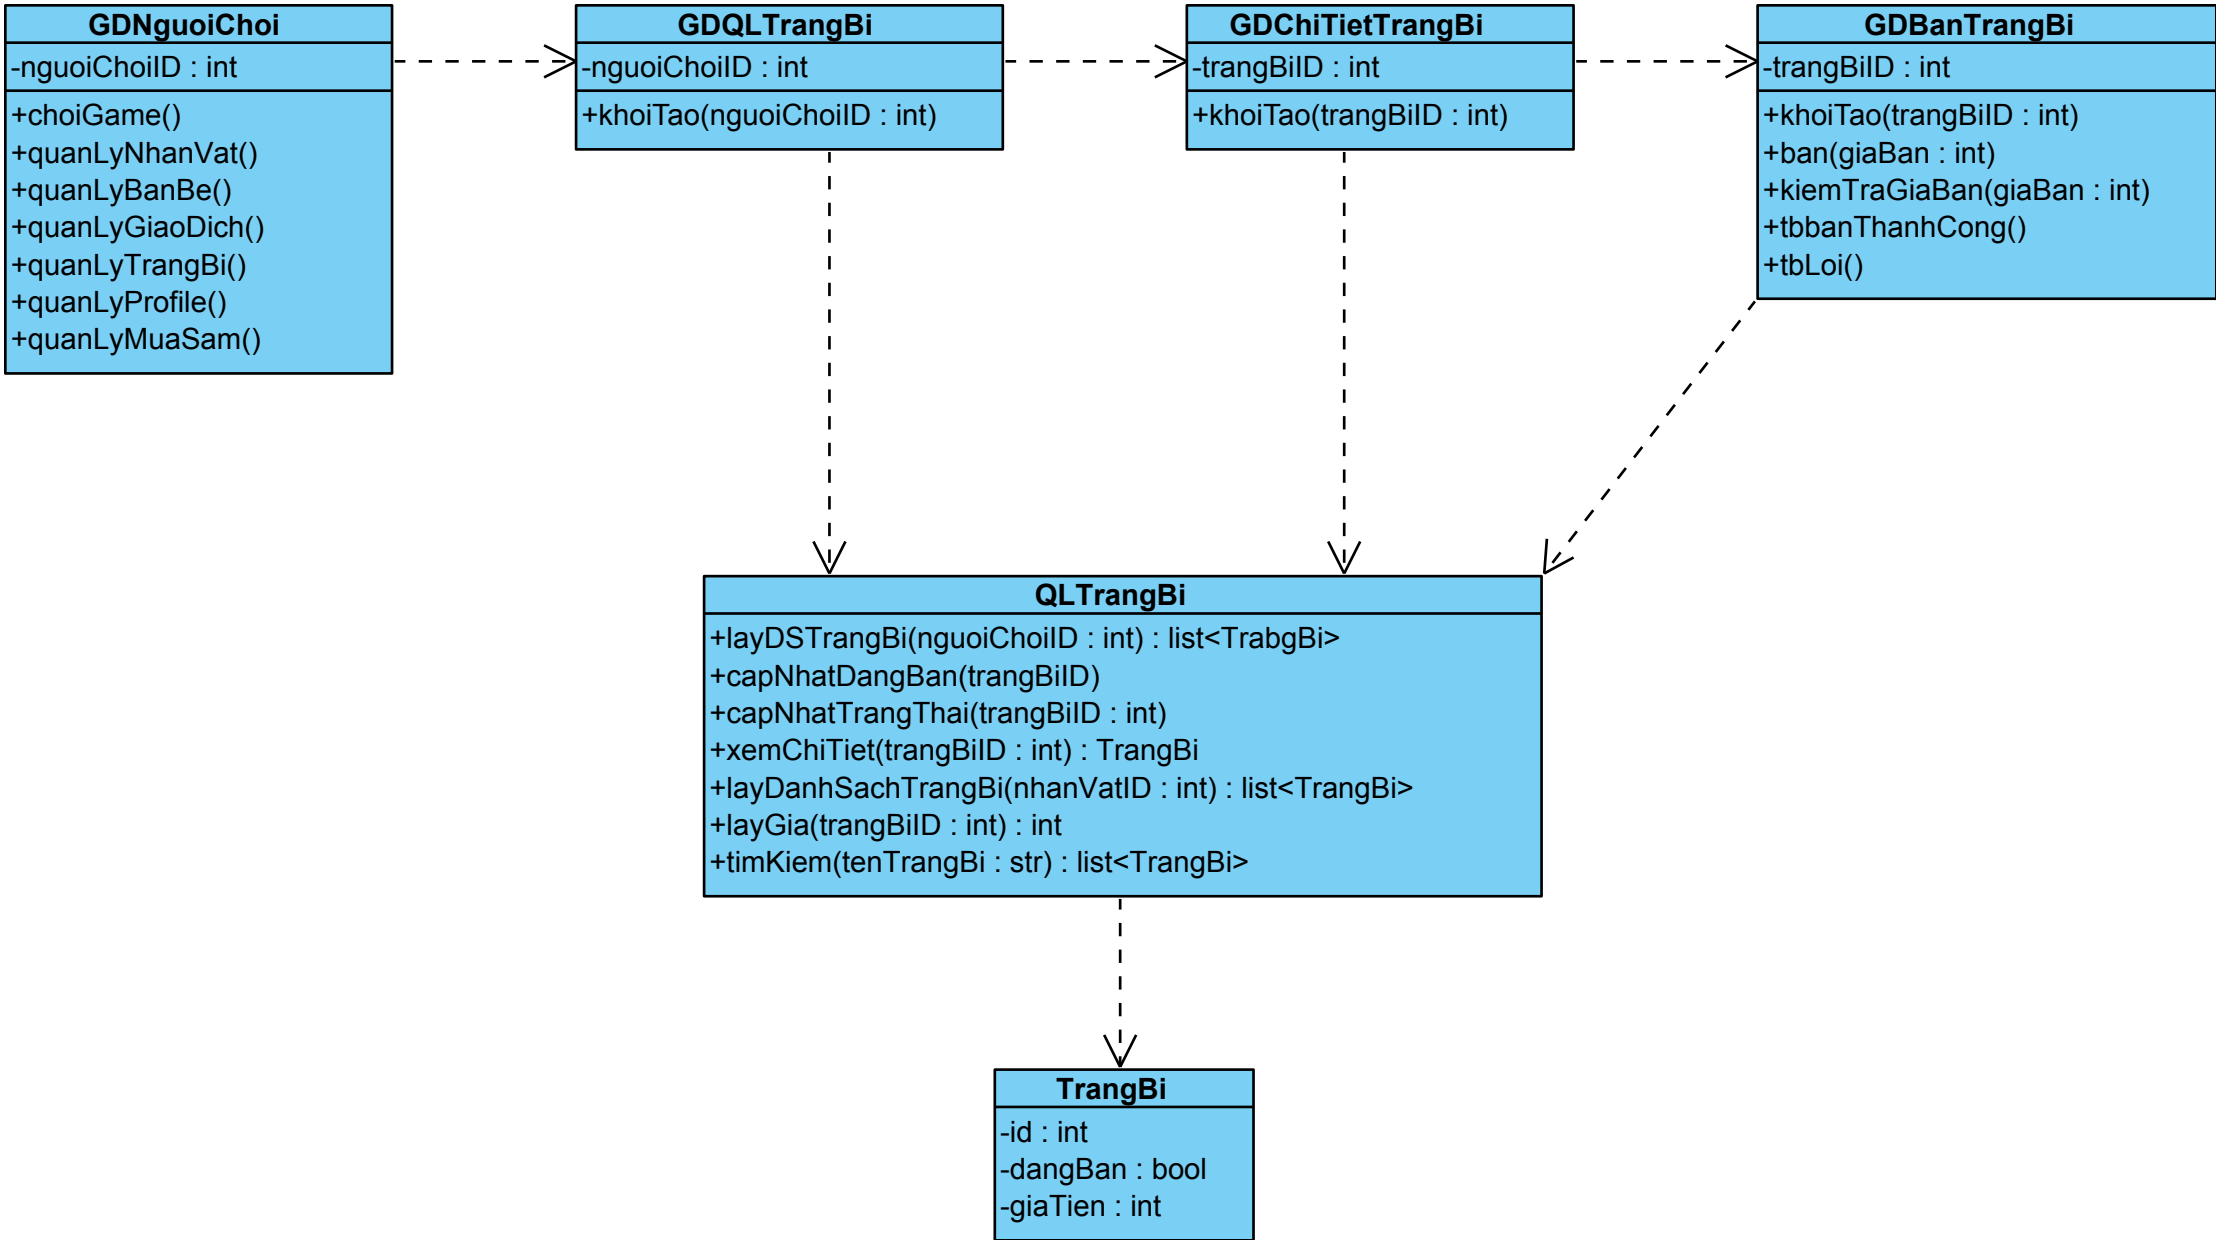 GDNguoiChoi
-nguoiChoiID : int
+choiGame()
+quanLyNhanVat()
+quanLyBanBe()
+quanLyGiaoDich()
+quanLyTrangBi()
+quanLyProfile()
+quanLyMuaSam()
GDQLTrangBi
-nguoiChoiID : int
+khoiTao(nguoiChoiID : int)
GDChiTietTrangBi
-trangBiID : int
+khoiTao(trangBiID : int)
GDBanTrangBi
-trangBiID : int
+khoiTao(trangBiID : int)
+ban(giaBan : int)
+kiemTraGiaBan(giaBan : int)
+tbbanThanhCong()
+tbLoi()
QLTrangBi
+layDSTrangBi(nguoiChoiID : int) : list<TrabgBi>
+capNhatDangBan(trangBiID)
+capNhatTrangThai(trangBiID : int)
+xemChiTiet(trangBiID : int) : TrangBi
+layDanhSachTrangBi(nhanVatID : int) : list<TrangBi>
+layGia(trangBiID : int) : int
+timKiem(tenTrangBi : str) : list<TrangBi>
TrangBi
-id : int
-dangBan : bool
-giaTien : int